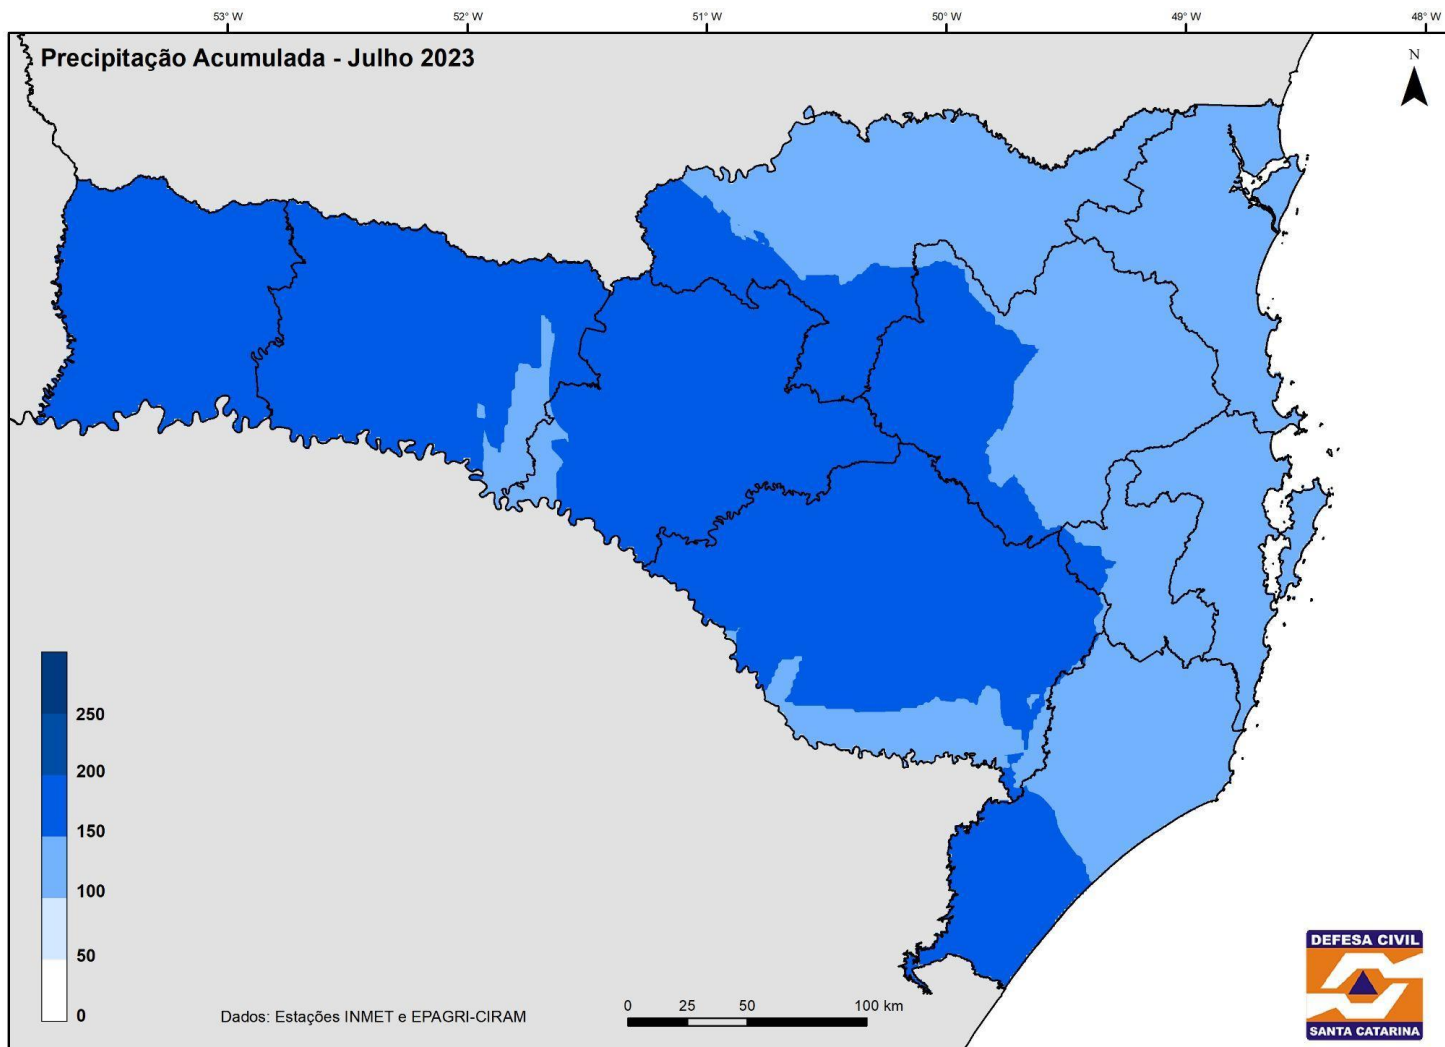 53° W 52° W 51° W 50° W 49° W 48° W
Precipitação Acumulada - Julho 2023
N
250
200
150
100
50
0
Dados: Estações INMET e EPAGRI-CIRAM
0 25 50 100 km
DEFESA CIVIL
SANTA CATARINA